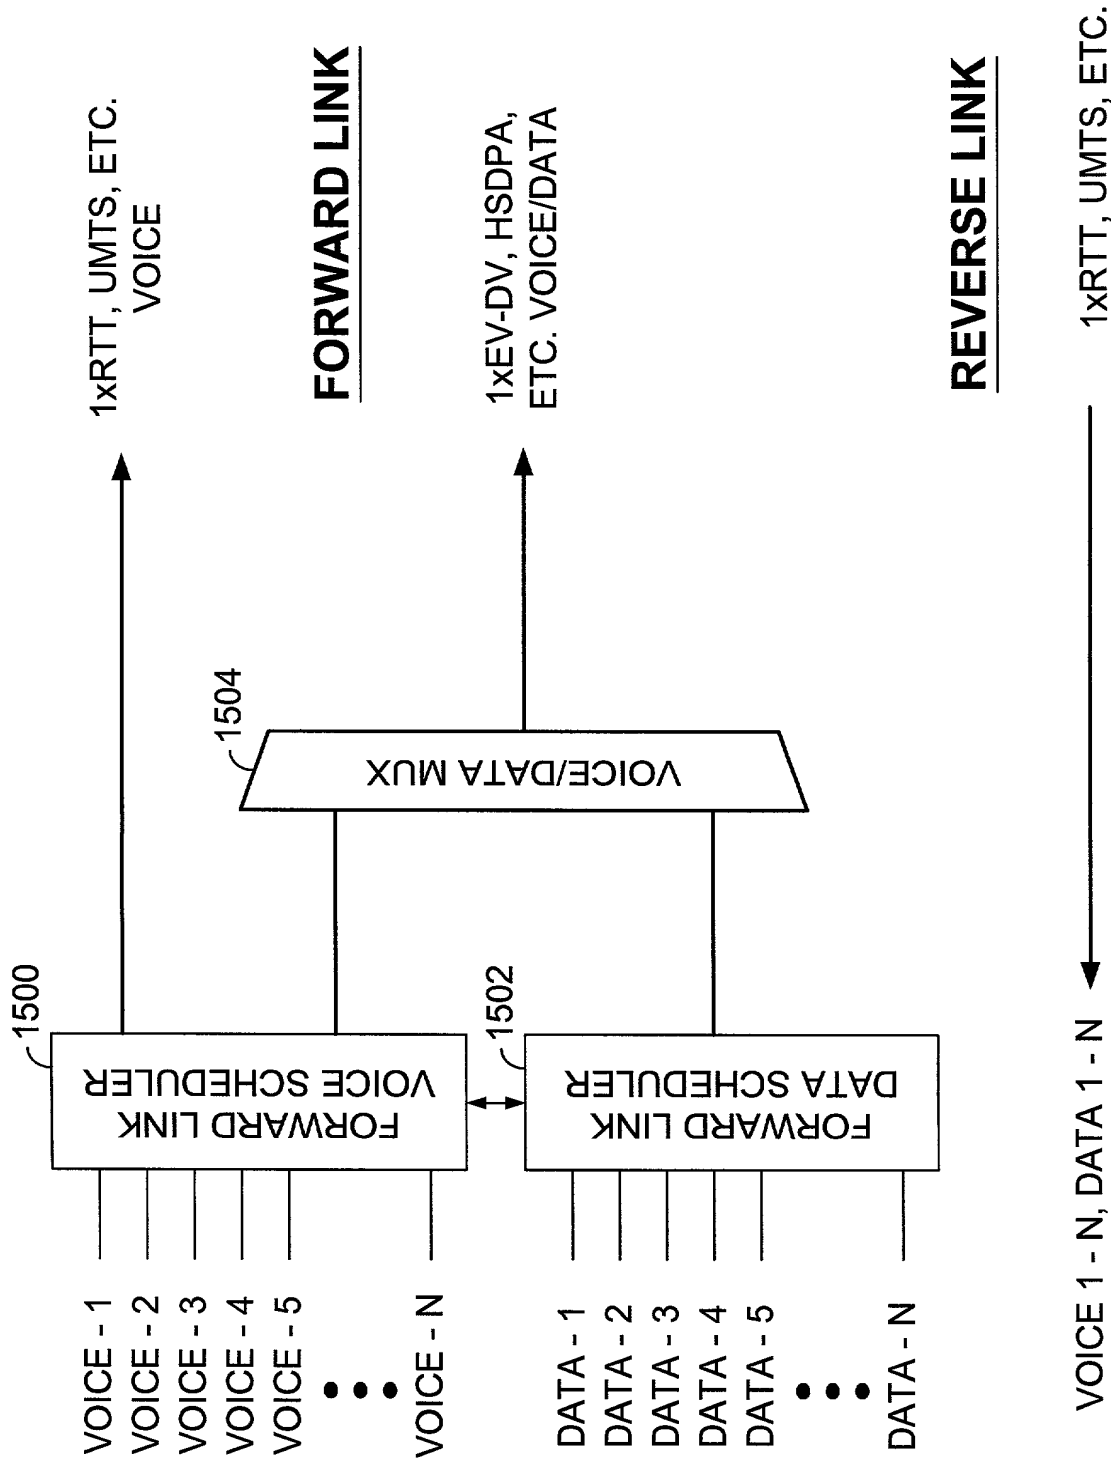 VOICE - 1
VOICE - 2
VOICE - 3
VOICE - 4
VOICE - 5
VOICE - N
1500
FORWARD LINK
VOICE SCHEDULER
1xRTT, UMTS, ETC.
VOICE
FORWARD LINK
1504
VOICE/DATA MUX
1xEV-DV, HSDPA,
ETC. VOICE/DATA
DATA - 1
DATA - 2
DATA - 3
DATA - 4
DATA - 5
DATA - N
1502
FORWARD LINK
DATA SCHEDULER
REVERSE LINK
VOICE 1 - N, DATA 1 - N
1xRTT, UMTS, ETC.